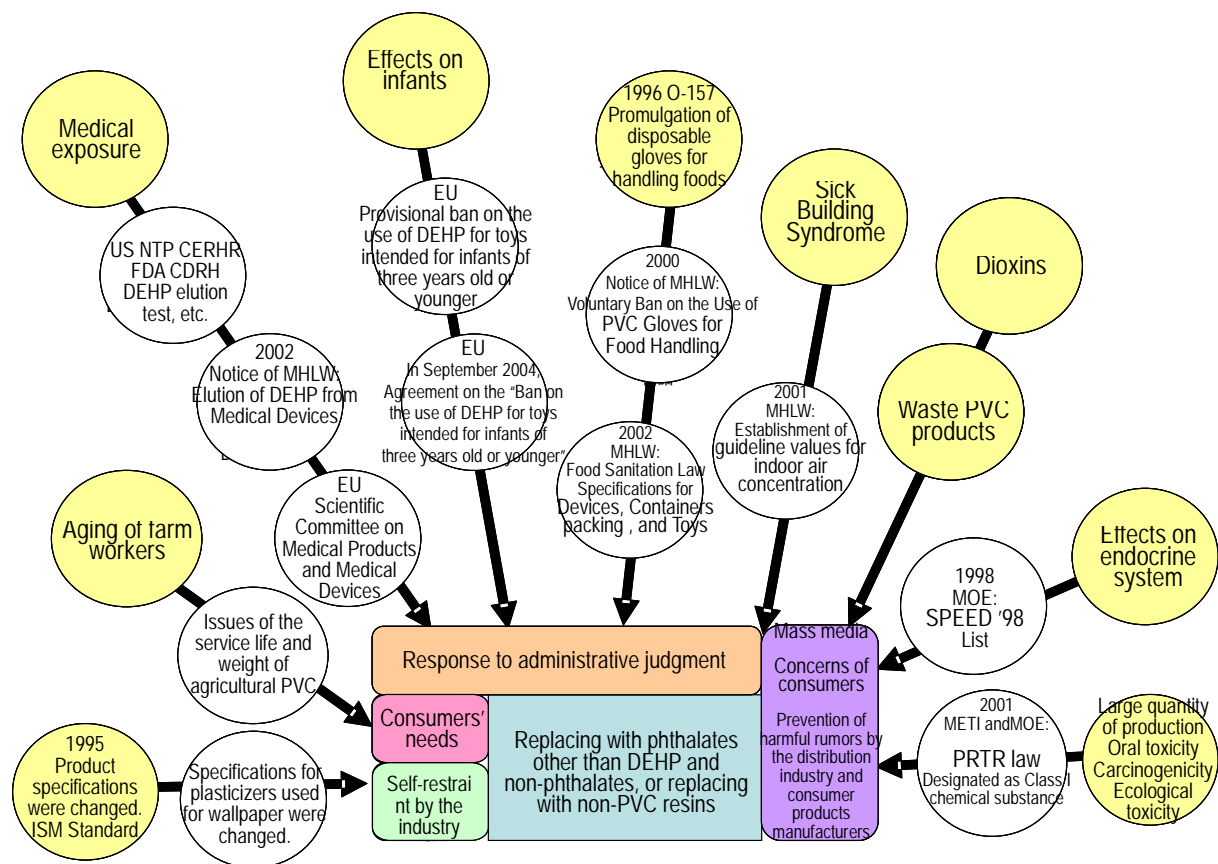 Effects on
infants
Medical
exposure
1996 O-157
Promulgation of
disposable
gloves for
handling foods
Sick
Building
Syndrome
Dioxins
US NTP CERHR
FDA CDRH
DEHP elution
test, etc.
EU
Provisional ban on the
use of DEHP for toys
intended for infants of
three years old or
younger
2000
Notice of MHLW:
Voluntary Ban on the Use of
PVC Gloves for
Food Handling
2002
Notice of MHLW:
Elution of DEHP from
Medical Devices
EU
In September 2004,
Agreement on the "Ban on
the use of DEHP for toys
intended for infants of
three years old or younger"
2002
MHLW:
Food Sanitation Law
Specifications for
Devices, Containers
packing , and Toys
2001
MHLW:
Establishment of
guideline values for
indoor air
concentration
Waste PVC
products
Aging of farm
workers
EU
Scientific
Committee on
Medical Products
and Medical
Devices
Effects on
endocrine
system
1998
MOE:
SPEED '98
List
Issues of the
service life and
weight of
agricultural PVC
Response to administrative judgment
Mass media
Concerns of
consumers
Prevention of
harmful rumors by
the distribution
industry and
consumer
products
manufacturers
Consumers'
needs
Replacing with phthalates
other than DEHP and
non-phthalates, or replacing
with non-PVC resins
Self-restrai
nt by the
industry
1995
Product
specifications
were changed.
ISM Standard
Specifications for
plasticizers used
for wallpaper were
changed.
2001
METI andMOE:
PRTR law
Designated as Class I
chemical substance
Large quantity
of production
Oral toxicity
Carcinogenicity
Ecological
toxicity